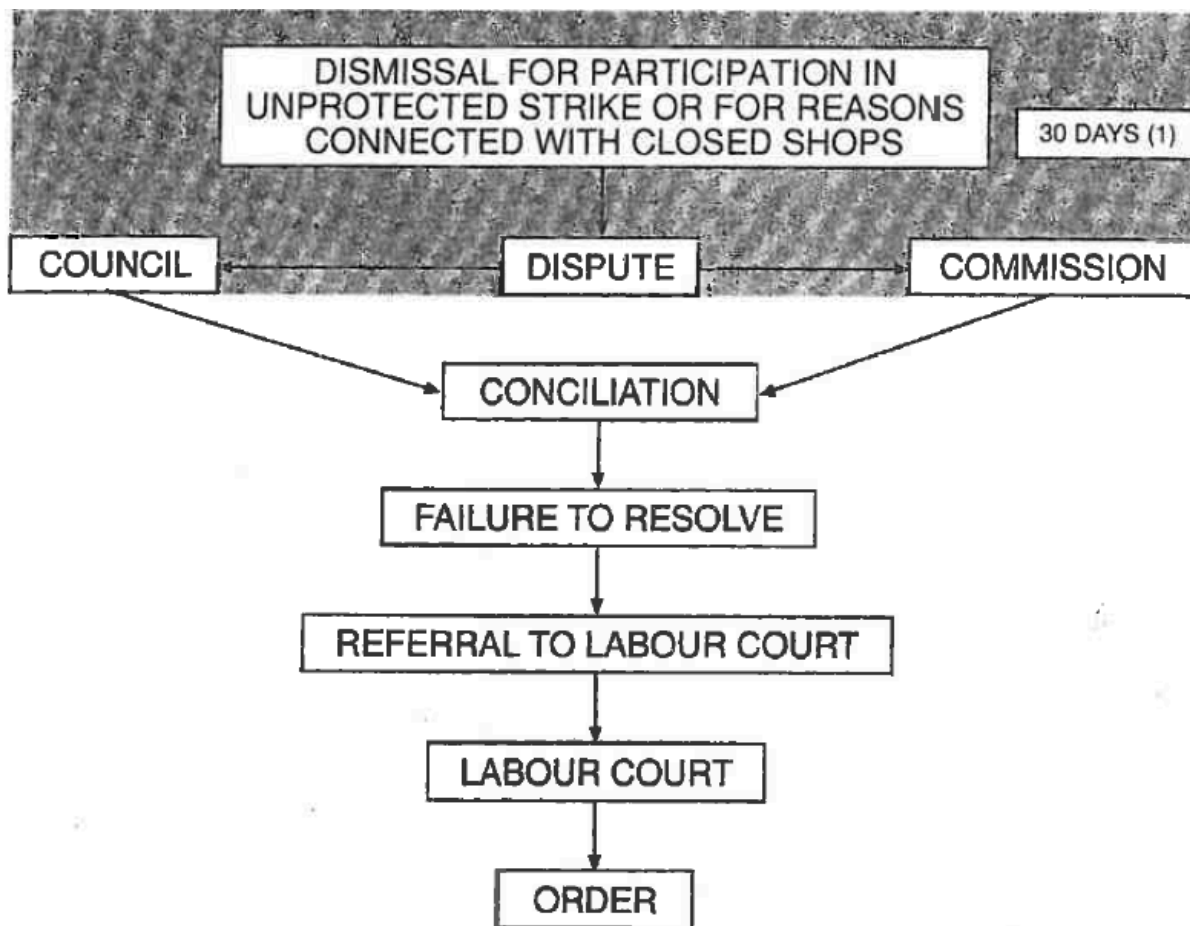 DISMISSAL FOR PARTICIPATION IN
UNPROTECTED STRIKE OR FOR REASONS
CONNECTED WITH CLOSED SHOPS
30 DAYS (1)
COUNCIL
DISPUTE
COMMISSION
CONCILIATION
FAILURE TO RESOLVE
REFERRAL TO LABOUR COURT
LABOUR COURT
ORDER